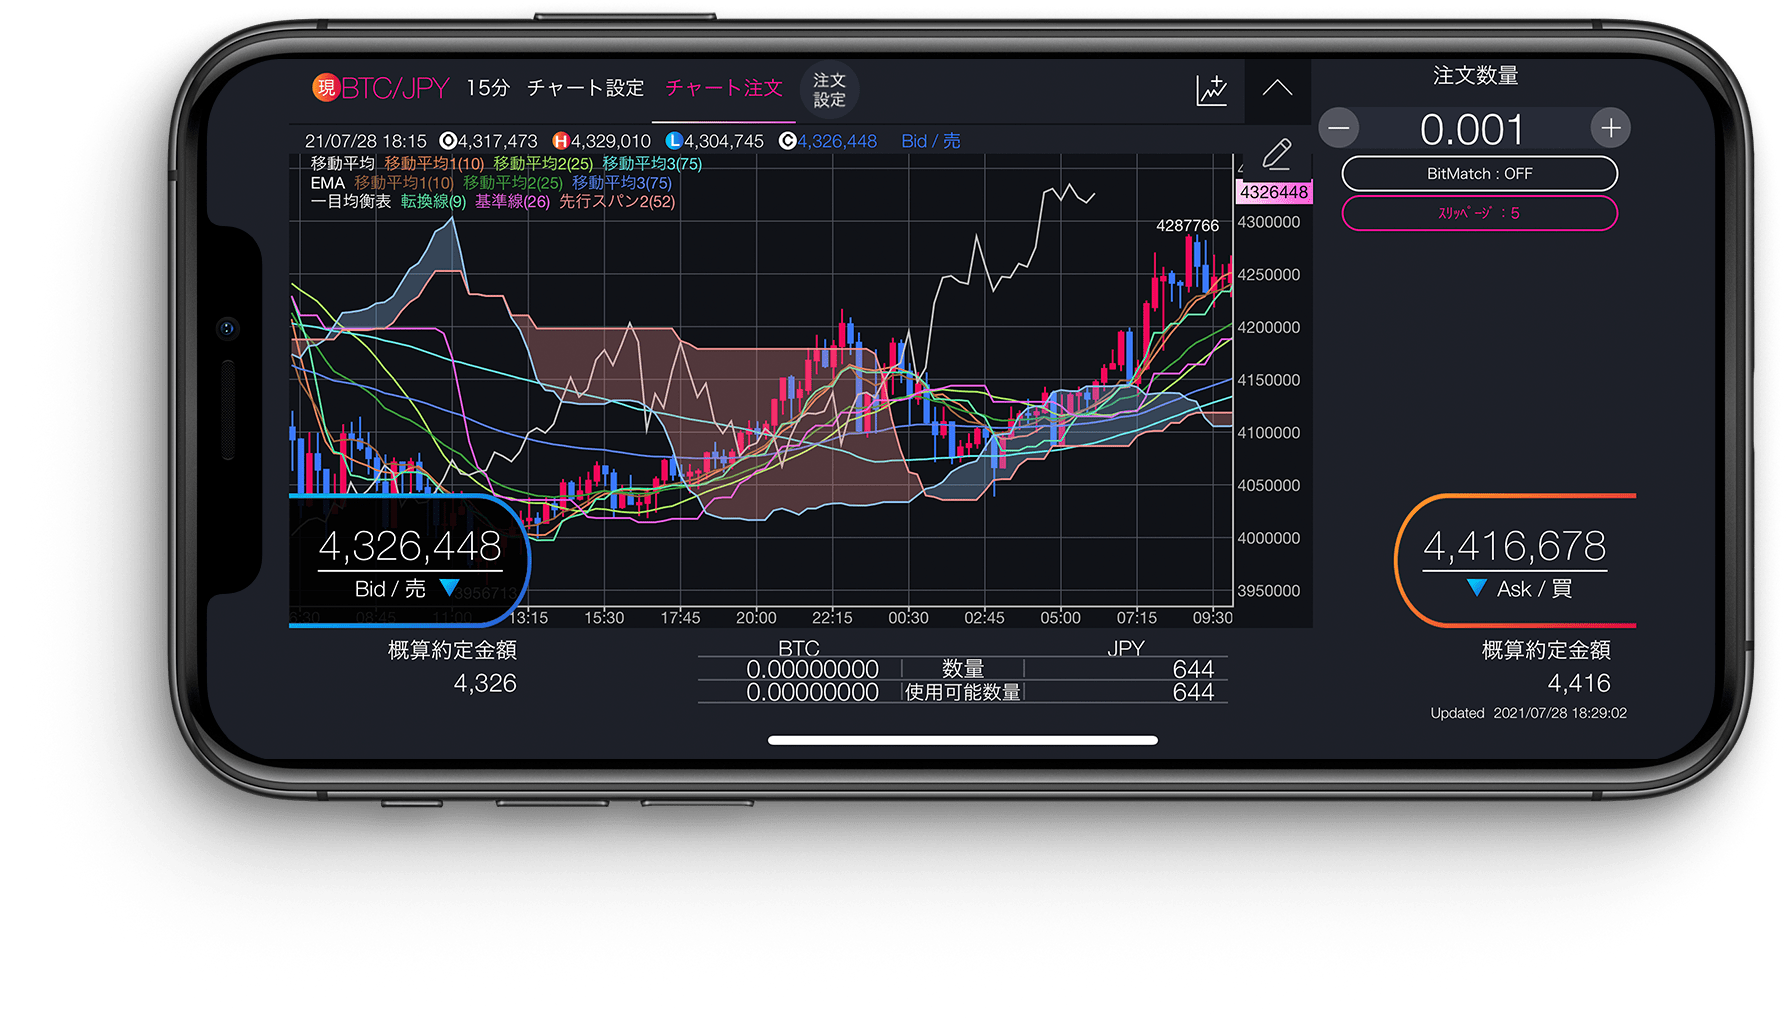 現 BTC/JPY 15分 チャート設定 チャート注文 注文設定
21/07/28 18:15 O 4,317,473 H 4,329,010 L 4,304,745 C 4,326,448 Bid / 売
移動平均 移動平均1(10) 移動平均2(25) 移動平均3(75)
EMA 移動平均1(10) 移動平均2(25) 移動平均3(75)
一目均衡表 転換線(9) 基準線(26) 先行スパン2(52)
4326448
4300000
4287766
4250000
4200000
4150000
4100000
4050000
4000000
3950000
3956713
4,326,448
Bid / 売
6:30 08:45 11:00 13:15 15:30 17:45 20:00 22:15 00:30 02:45 05:00 07:15 09:30
概算約定金額
4,326
BTC JPY
0.00000000 数量 644
0.00000000 使用可能数量 644
注文数量
0.001
BitMatch : OFF
ｽﾘｯﾍﾟｰｼﾞ : 5
4,416,678
Ask / 買
概算約定金額
4,416
Updated 2021/07/28 18:29:02